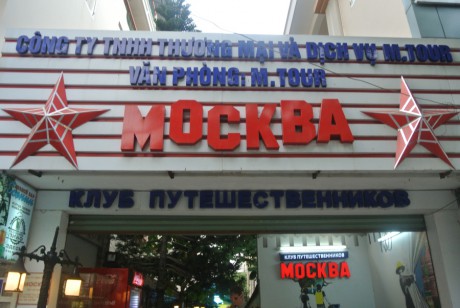 CÔNG TY TNHH THƯƠNG MẠI VÀ DỊCH VỤ M.TOUR
VĂN PHÒNG: M.TOUR
МОСКВА
КЛУБ ПУТЕШЕСТВЕННИКОВ
КЛУБ ПУТЕШЕСТВЕННИКОВ
МОСКВА